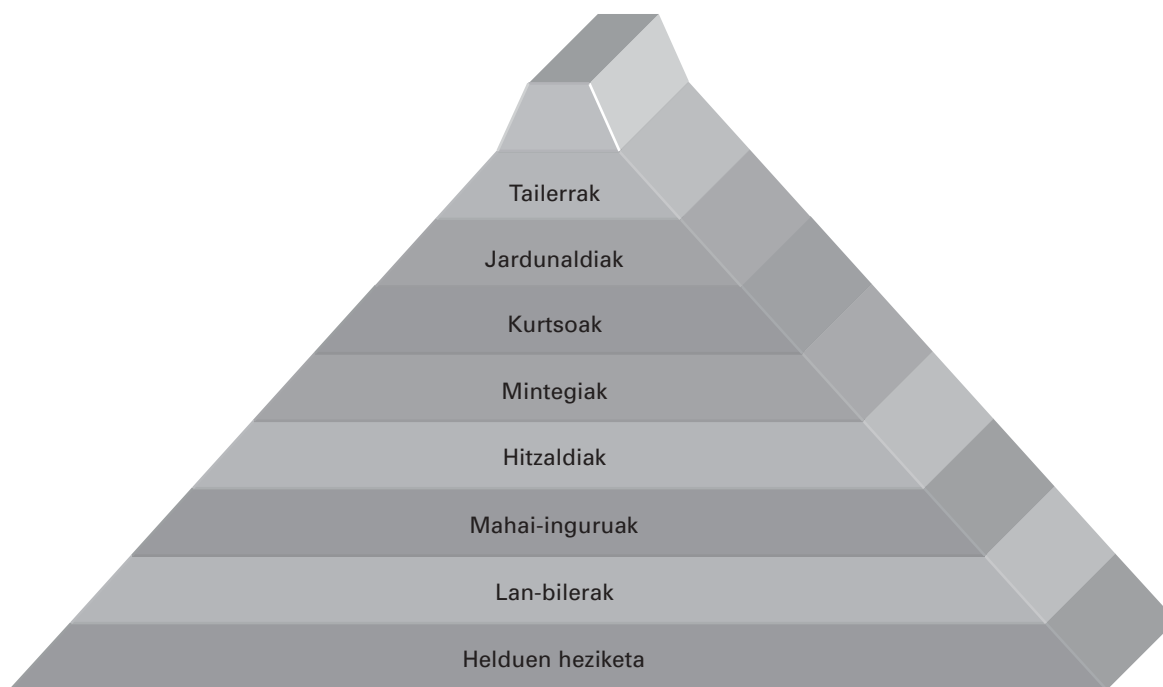 Tailerrak
Jardunaldiak
Kurtsoak
Mintegiak
Hitzaldiak
Mahai-inguruak
Lan-bilerak
Helduen heziketa